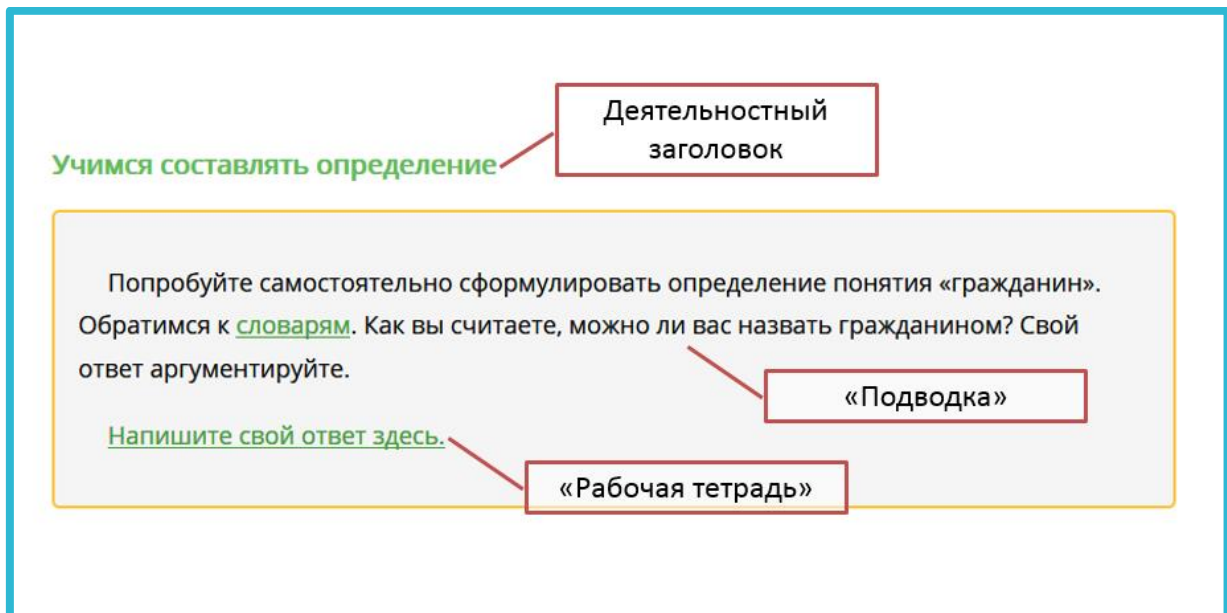 Деятельностный
заголовок
Учимся составлять определение
Попробуйте самостоятельно сформулировать определение понятия «гражданин».
Обратимся к словарям. Как вы считаете, можно ли вас назвать гражданином? Свой
ответ аргументируйте.
«Подводка»
Напишите свой ответ здесь.
«Рабочая тетрадь»